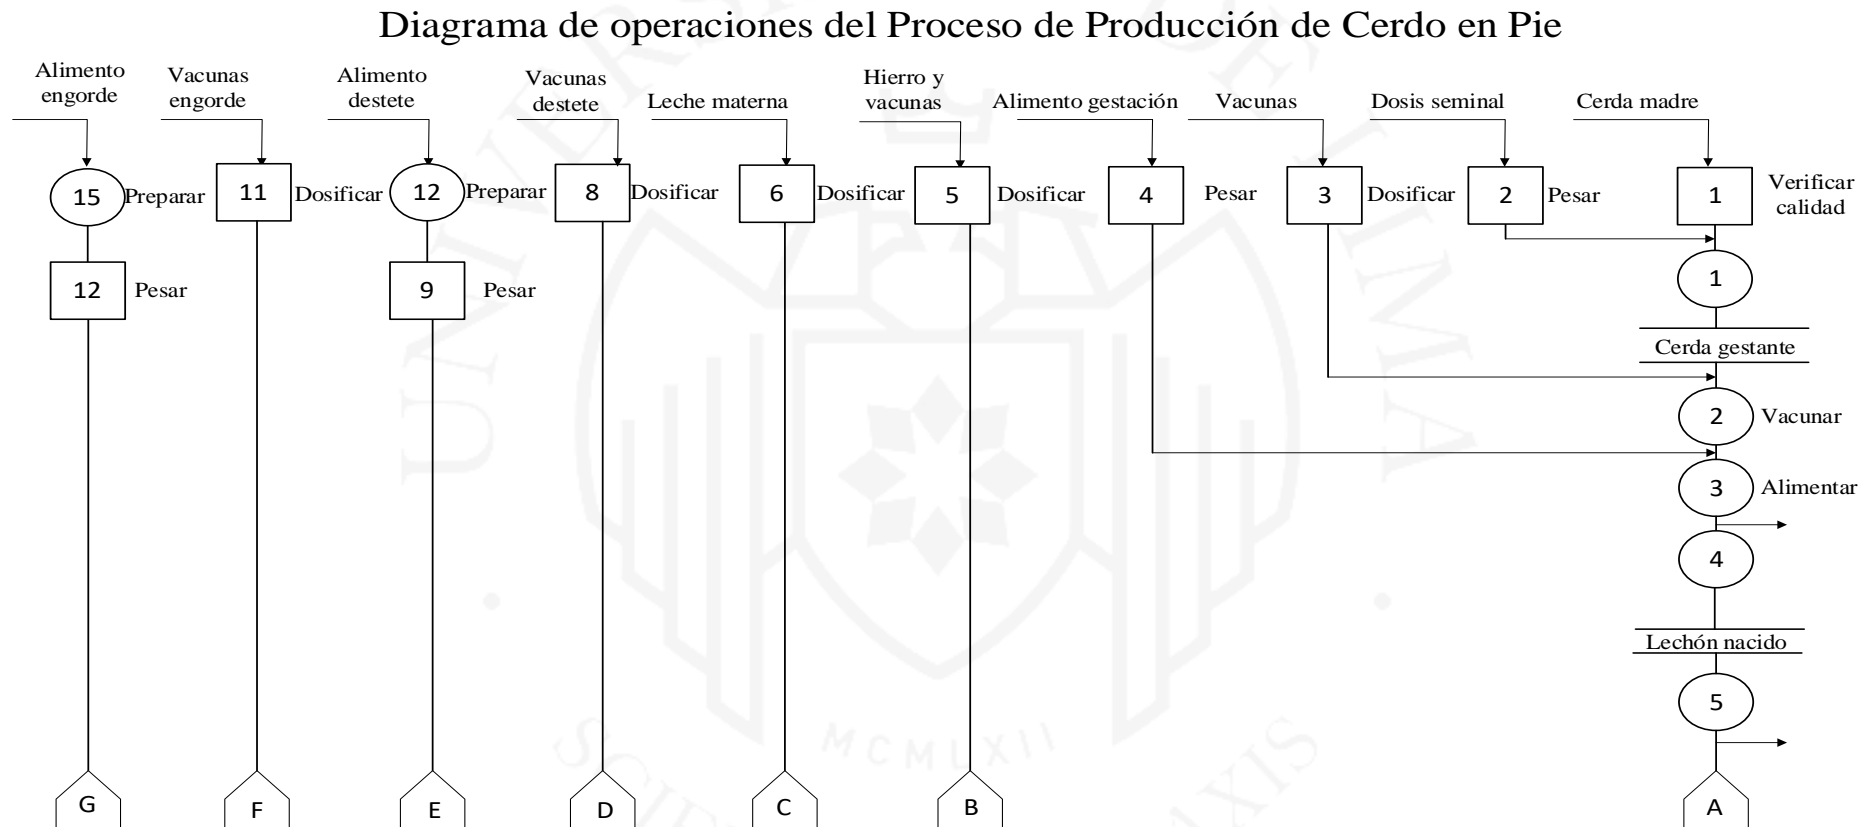 Diagrama de operaciones del Proceso de Producción de Cerdo en Pie
Alimento
engorde
Vacunas
engorde
Alimento
destete
Vacunas
destete
Leche materna
Hierro y
vacunas
Alimento gestación
Vacunas
Dosis seminal
Cerda madre
15
Preparar
11
Dosificar
12
Preparar
8
Dosificar
6
Dosificar
5
Dosificar
4
Pesar
3
Dosificar
2
Pesar
1
Verificar
calidad
12
Pesar
9
Pesar
1
Cerda gestante
2
Vacunar
3
Alimentar
4
Lechón nacido
5
G
F
E
D
C
B
A
MCMLXII